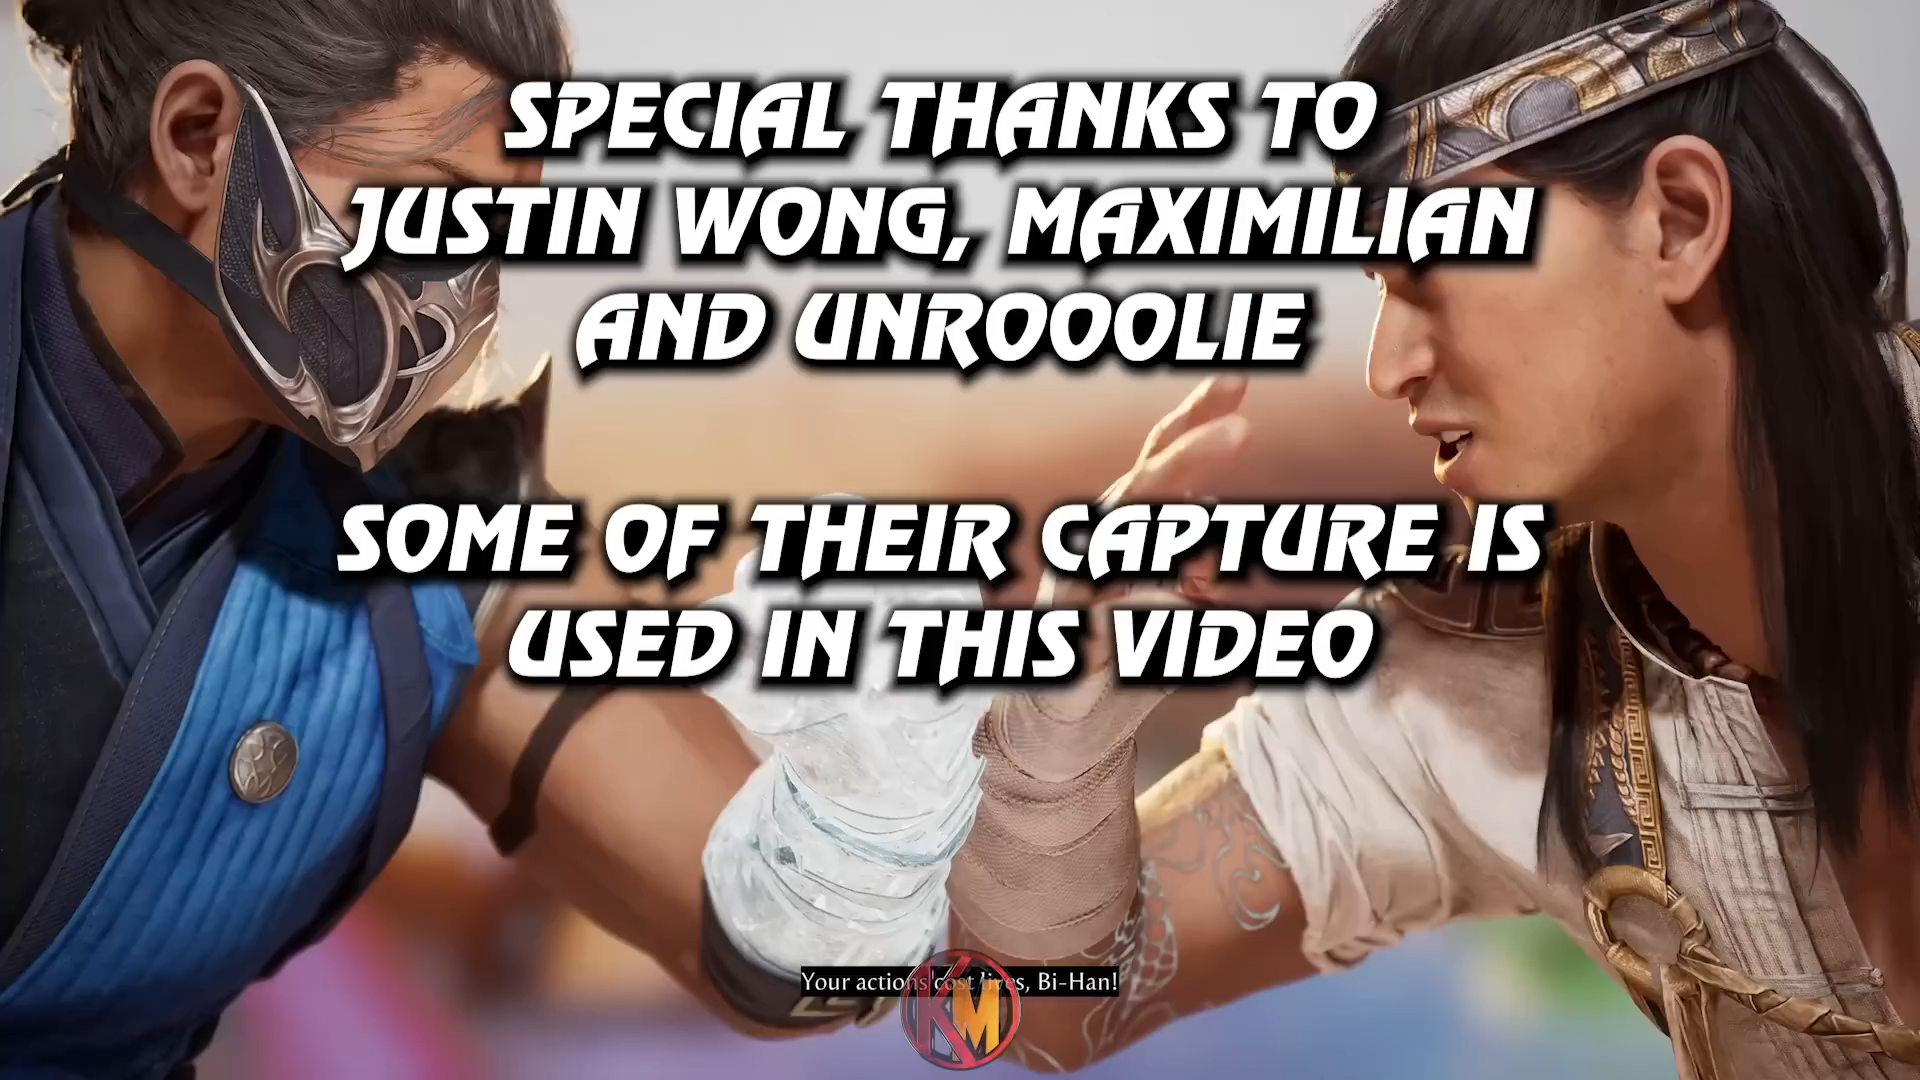 SPECIAL THANKS TO
JUSTIN WONG, MAXIMILIAN
AND UNROOOLIE
SOME OF THEIR CAPTURE IS
USED IN THIS VIDEO
Your actions cost lives, Bi-Han!
KM